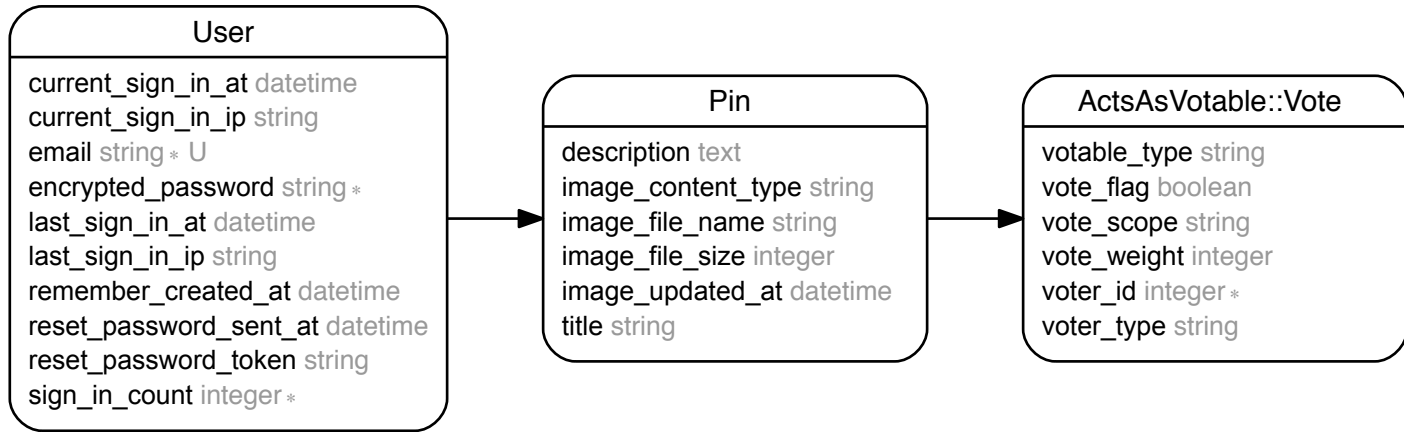 User
current_sign_in_at datetime
current_sign_in_ip string
email string * U
encrypted_password string *
last_sign_in_at datetime
last_sign_in_ip string
remember_created_at datetime
reset_password_sent_at datetime
reset_password_token string
sign_in_count integer *
Pin
description text
image_content_type string
image_file_name string
image_file_size integer
image_updated_at datetime
title string
ActsAsVotable::Vote
votable_type string
vote_flag boolean
vote_scope string
vote_weight integer
voter_id integer *
voter_type string